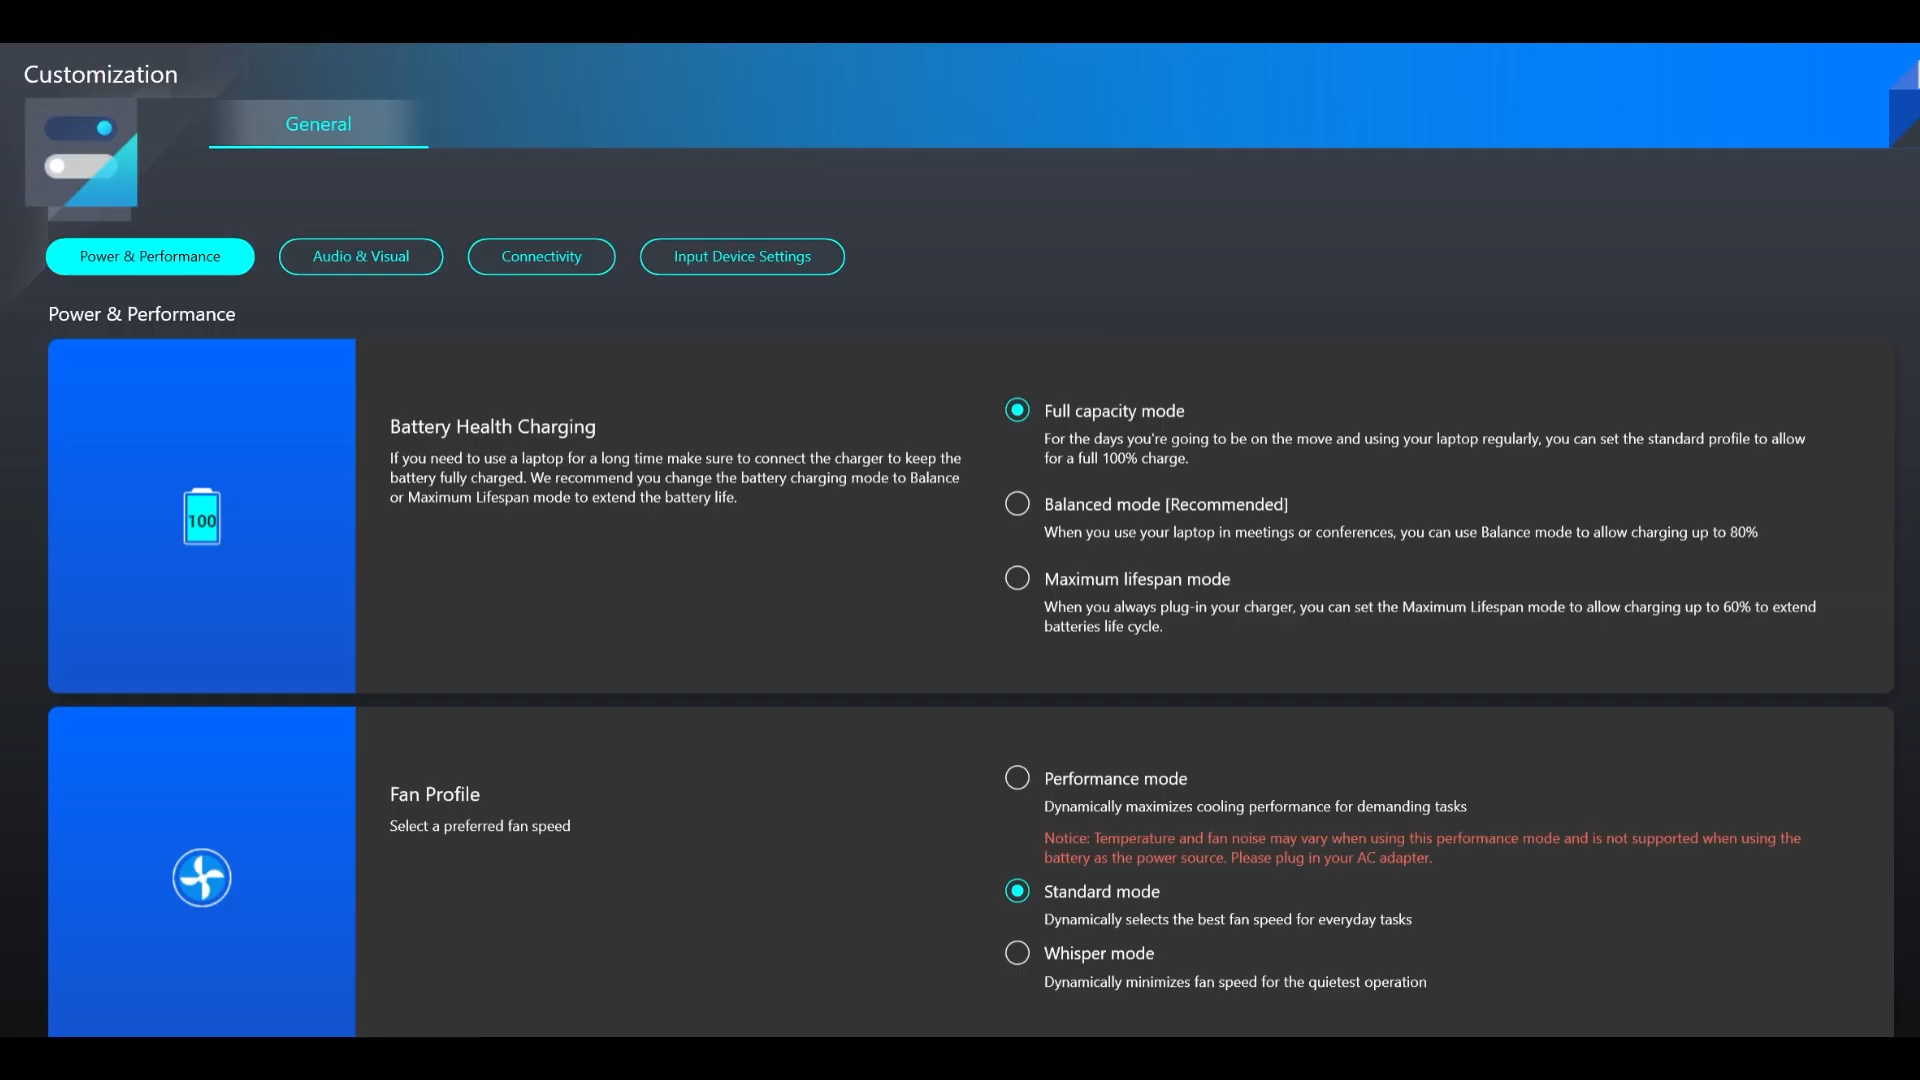 Customization
General
Power & Performance
Audio & Visual
Connectivity
Input Device Settings
Power & Performance
100
Battery Health Charging
If you need to use a laptop for a long time make sure to connect the charger to keep the
battery fully charged. We recommend you change the battery charging mode to Balance
or Maximum Lifespan mode to extend the battery life.
Full capacity mode
For the days you're going to be on the move and using your laptop regularly, you can set the standard profile to allow
for a full 100% charge.
Balanced mode [Recommended]
When you use your laptop in meetings or conferences, you can use Balance mode to allow charging up to 80%
Maximum lifespan mode
When you always plug-in your charger, you can set the Maximum Lifespan mode to allow charging up to 60% to extend
batteries life cycle.
Fan Profile
Select a preferred fan speed
Performance mode
Dynamically maximizes cooling performance for demanding tasks
Notice: Temperature and fan noise may vary when using this performance mode and is not supported when using the
battery as the power source. Please plug in your AC adapter.
Standard mode
Dynamically selects the best fan speed for everyday tasks
Whisper mode
Dynamically minimizes fan speed for the quietest operation